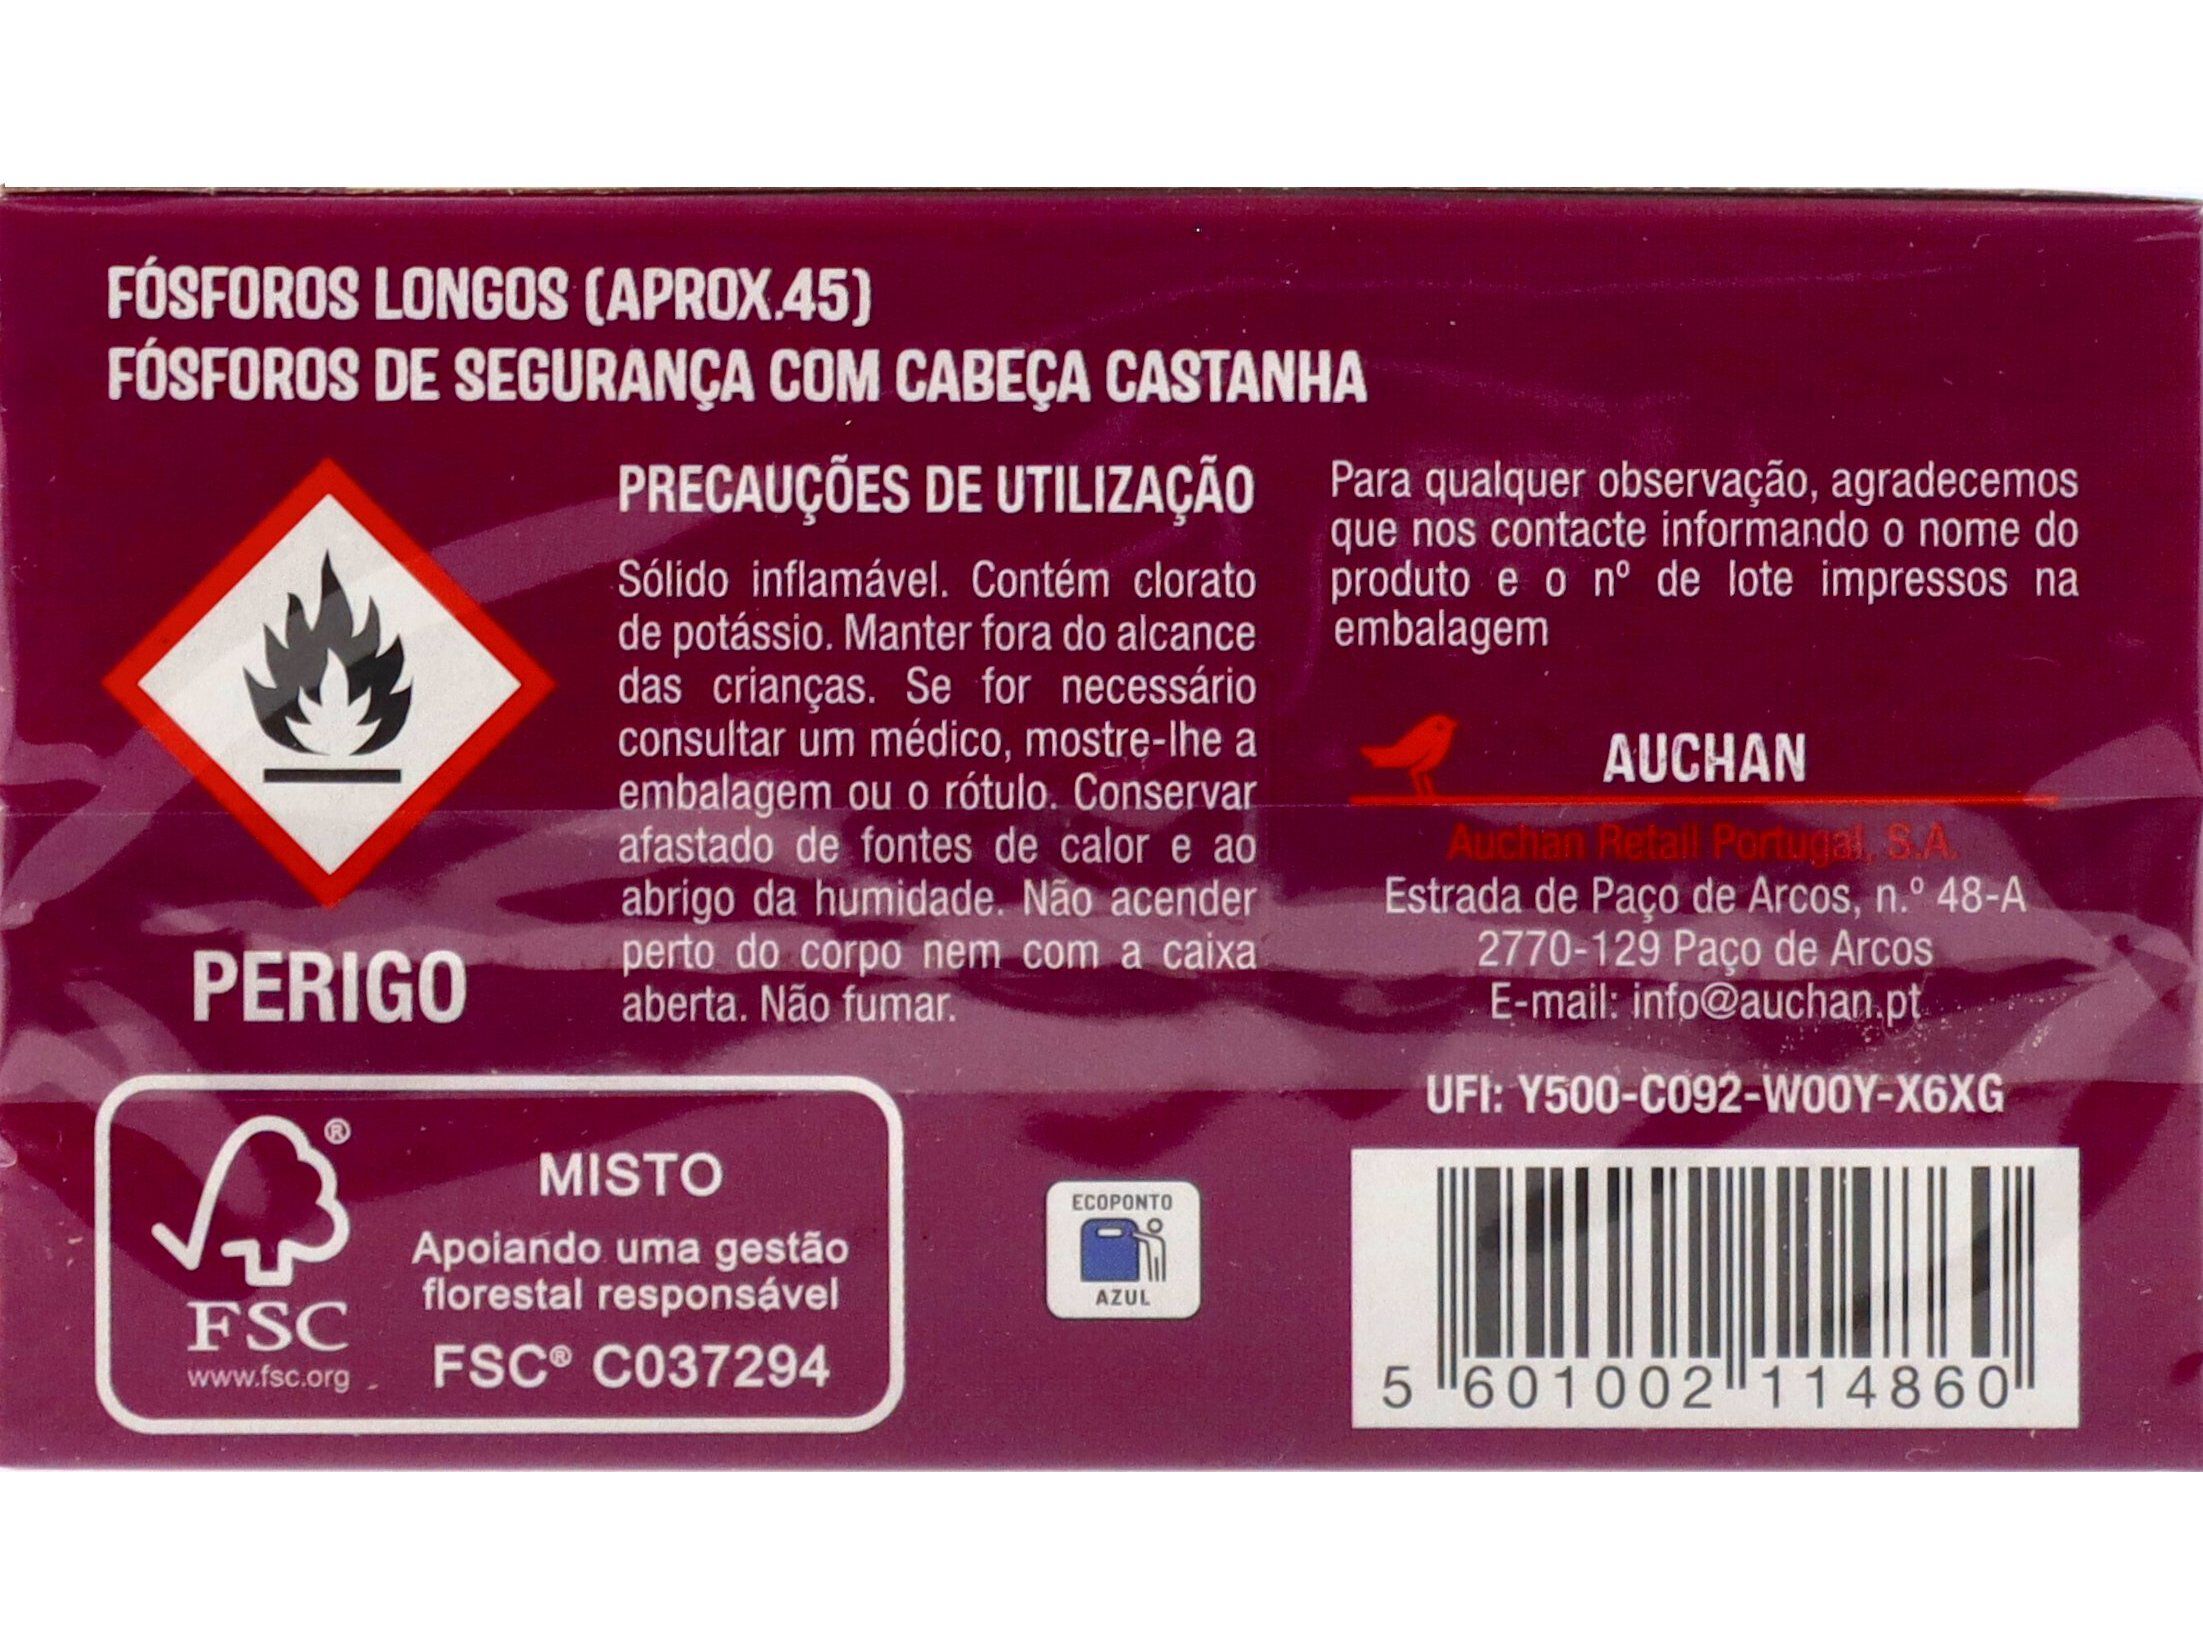 FÓSFOROS LONGOS (APROX.45)
FÓSFOROS DE SEGURANÇA COM CABEÇA CASTANHA
PERIGO
PRECAUÇÕES DE UTILIZAÇÃO
Sólido inflamável. Contém clorato
de potássio. Manter fora do alcance
das crianças. Se for necessário
consultar um médico, mostre-lhe a
embalagem ou o rótulo. Conservar
afastado de fontes de calor e ao
abrigo da humidade. Não acender
perto do corpo nem com a caixa
aberta. Não fumar.
Para qualquer observação, agradecemos
que nos contacte informando o nome do
produto e o nº de lote impressos na
embalagem
AUCHAN
Auchan Retail Portugal, S.A.
Estrada de Paço de Arcos, n.º 48-A
2770-129 Paço de Arcos
E-mail: info@auchan.pt
UFI: Y500-C092-W00Y-X6XG
5 601002 114860
®
FSC
www.fsc.org
MISTO
Apoiando uma gestão
florestal responsável
FSC® C037294
ECOPONTO
AZUL